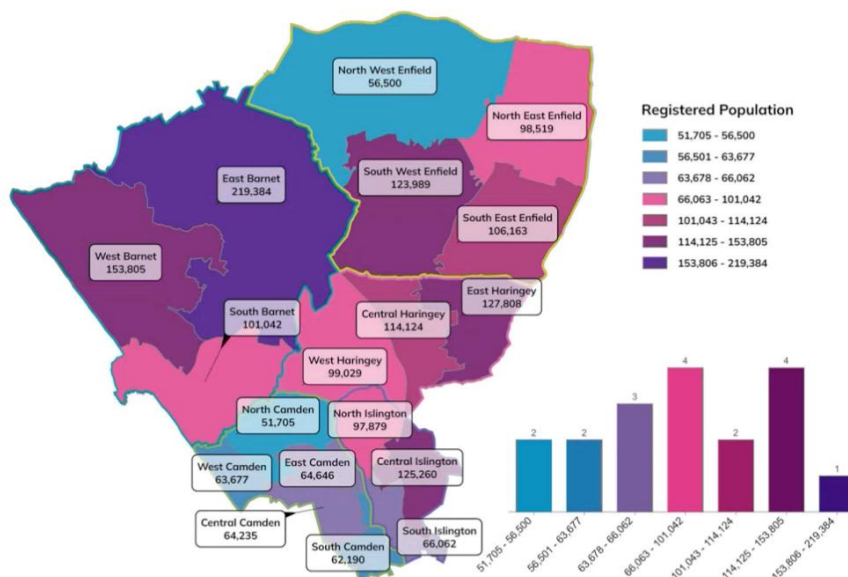 North West Enfield
56,500
North East Enfield
98,519
East Barnet
219,384
South West Enfield
123,989
South East Enfield
106,163
West Barnet
153,805
East Haringey
127,808
South Barnet
101,042
Central Haringey
114,124
West Haringey
99,029
North Camden
51,705
North Islington
97,879
West Camden
63,677
East Camden
64,646
Central Islington
125,260
Central Camden
64,235
South Camden
62,190
South Islington
66,062
Registered Population
51,705 - 56,500
56,501 - 63,677
63,678 - 66,062
66,063 - 101,042
101,043 - 114,124
114,125 - 153,805
153,806 - 219,384
2
2
3
4
2
4
1
51,705 - 56,500
56,501 - 63,677
63,678 - 66,062
66,063 - 101,042
101,043 - 114,124
114,125 - 153,805
153,806 - 219,384